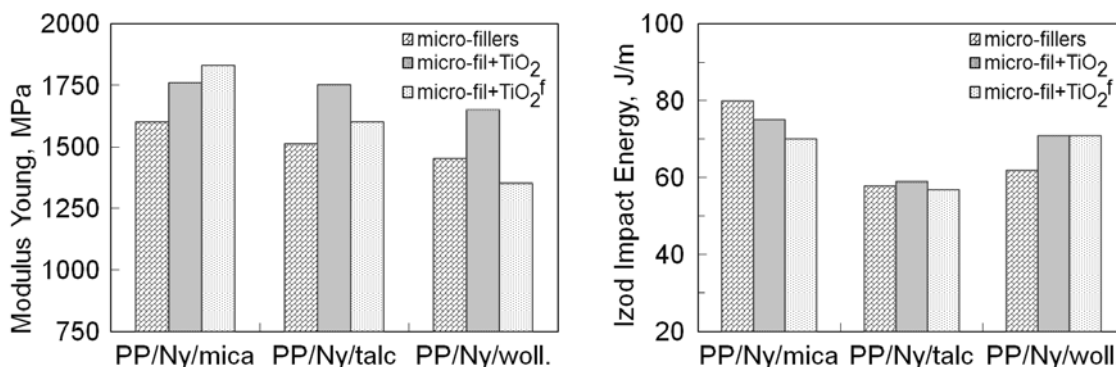 Modulus Young, MPa
2000
1750
1500
1250
1000
750
micro-fillers
micro-fil+TiO2
micro-fil+TiO2f
PP/Ny/mica PP/Ny/talc PP/Ny/woll.
Izod Impact Energy, J/m
100
80
60
40
20
micro-fillers
micro-fil+TiO2
micro-fil+TiO2f
PP/Ny/mica PP/Ny/talc PP/Ny/woll